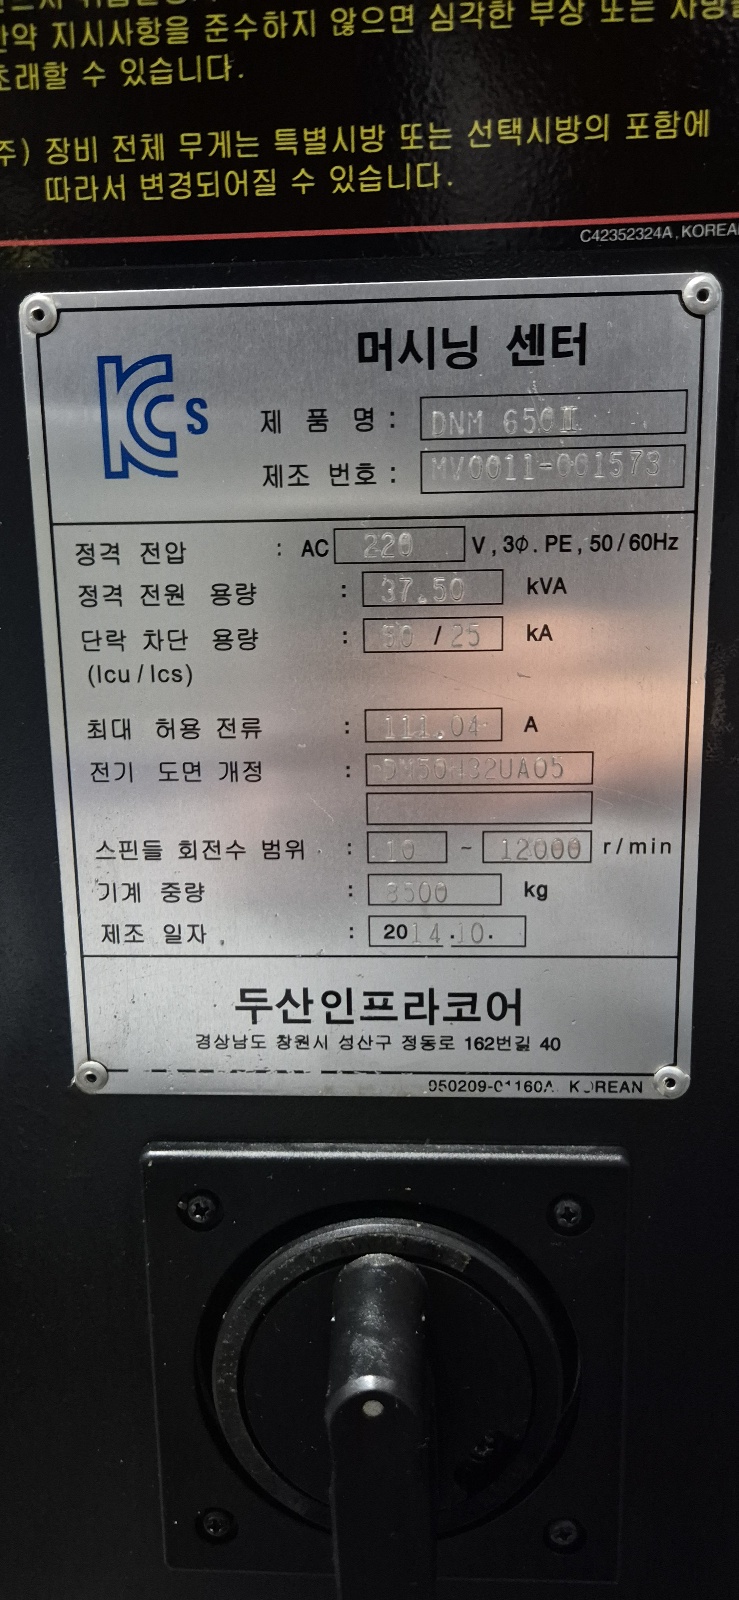 지시사항을 준수하지 않으면 심각한 부상 또는
초래할 수 있습니다.
주) 장비 전체 무게는 특별시방 또는 선택시방의 포함에
따라서 변경되어질 수 있습니다.
C42352324A, KOREAN
KCs
머시닝 센터
제 품 명 : DNM 650Ⅱ
제조 번호 : MV0011-001573
정격 전압 : AC 220 V, 3Φ. PE, 50/60Hz
정격 전원 용량 : 37.50 kVA
단락 차단 용량 : 50 / 25 kA
(Icu / Ics)
최대 허용 전류 : 111.04 A
전기 도면 개정 :
스핀들 회전수 범위 : 10 ~ 12000 r/min
기계 중량 : 8500 kg
제조 일자 : 2014.10.
두산인프라코어
경상남도 창원시 성산구 정동로 162번길 40
950209-01160A KOREAN